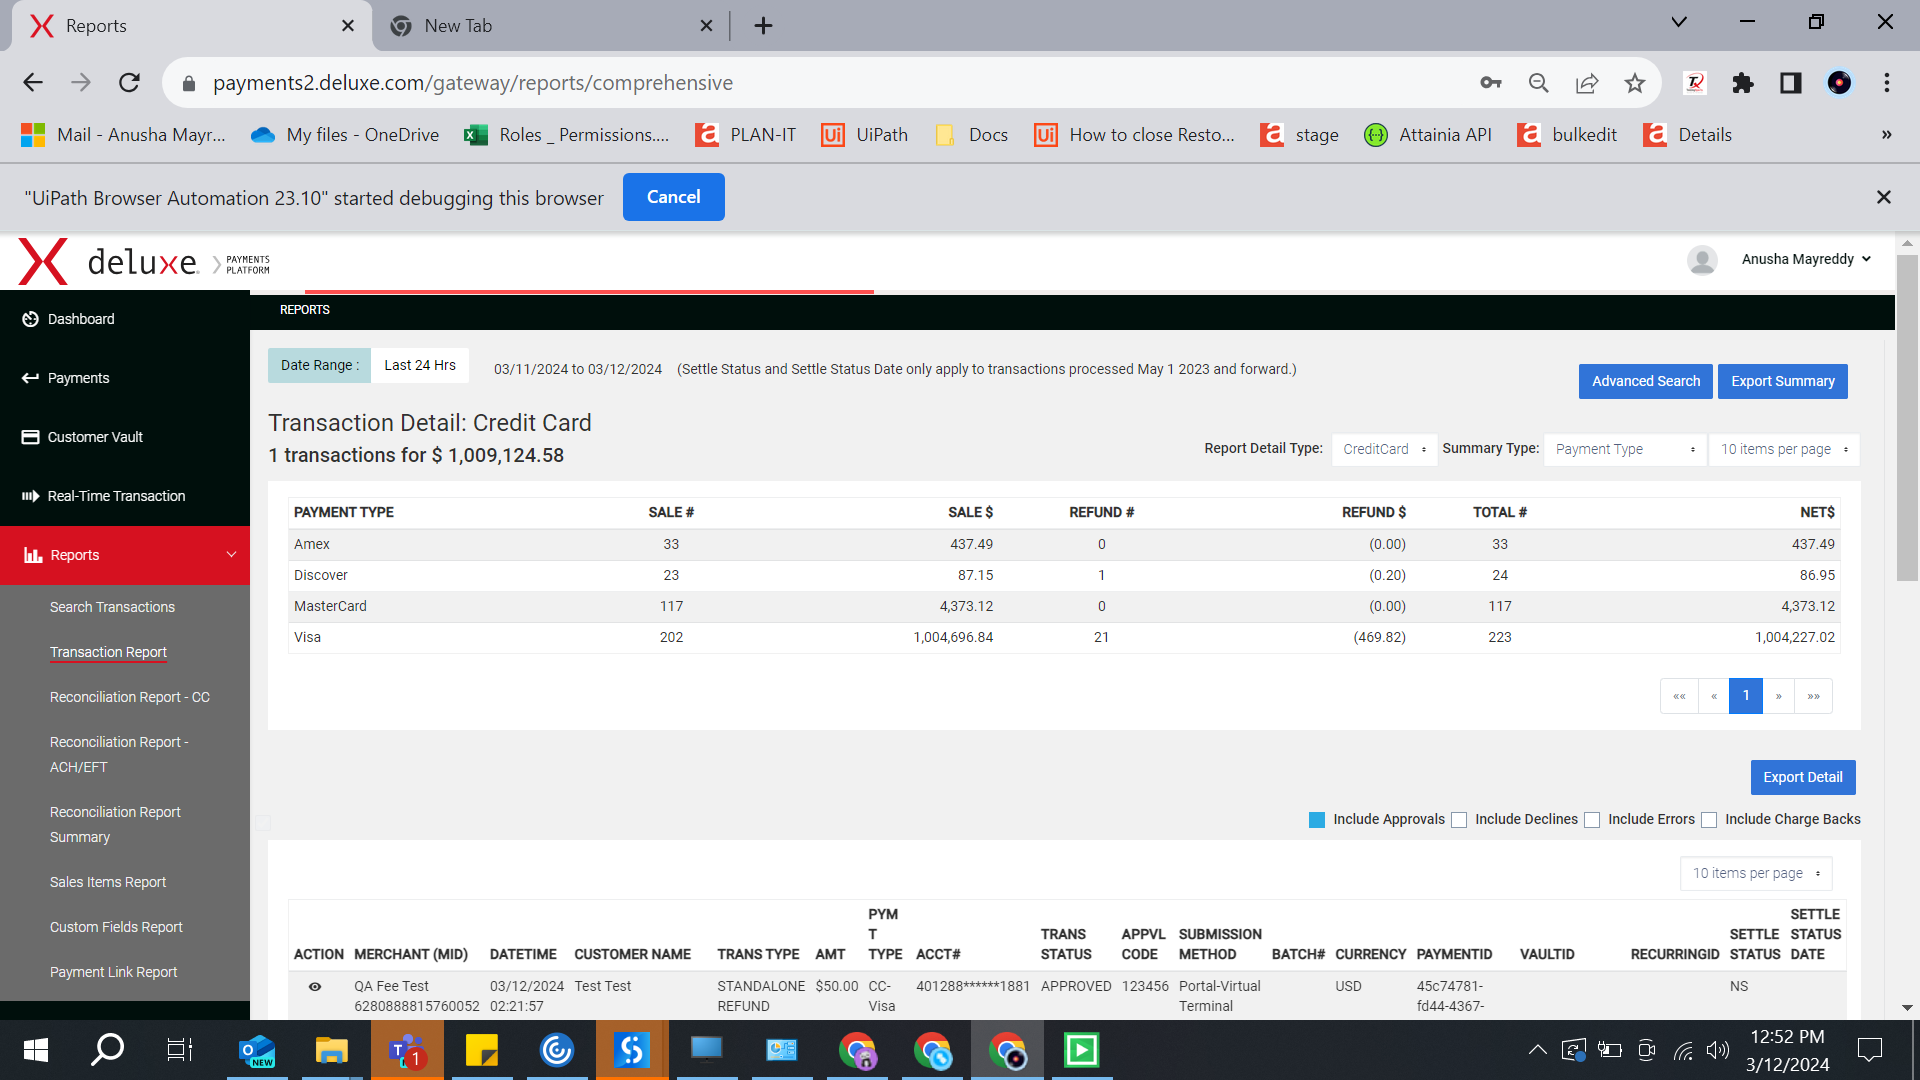 Reports
New Tab
payments2.deluxe.com/gateway/reports/comprehensive
Mail - Anusha Mayr...
My files - OneDrive
Roles _ Permissions....
PLAN-IT
UiPath
Docs
How to close Resto...
stage
Attainia API
bulkedit
Details
»
"UiPath Browser Automation 23.10" started debugging this browser
Cancel
deluxe.
PAYMENTS
PLATFORM
Anusha Mayreddy
Dashboard
Payments
Customer Vault
Real-Time Transaction
Reports
Search Transactions
Transaction Report
Reconciliation Report - CC
Reconciliation Report -
ACH/EFT
Reconciliation Report
Summary
Sales Items Report
Custom Fields Report
Payment Link Report
REPORTS
Date Range : Last 24 Hrs 03/11/2024 to 03/12/2024 (Settle Status and Settle Status Date only apply to transactions processed May 1 2023 and forward.)
Advanced Search
Export Summary
Transaction Detail: Credit Card
1 transactions for $ 1,009,124.58
Report Detail Type: CreditCard Summary Type: Payment Type 10 items per page
PAYMENT TYPE SALE # SALE $ REFUND # REFUND $ TOTAL # NET$
Amex 33 437.49 0 (0.00) 33 437.49
Discover 23 87.15 1 (0.20) 24 86.95
MasterCard 117 4,373.12 0 (0.00) 117 4,373.12
Visa 202 1,004,696.84 21 (469.82) 223 1,004,227.02
«« « 1 » »»
Export Detail
Include Approvals Include Declines Include Errors Include Charge Backs
10 items per page
ACTION MERCHANT (MID) DATETIME CUSTOMER NAME TRANS TYPE AMT
PYM
T
TYPE
ACCT#
TRANS
STATUS
APPVL
CODE
SUBMISSION
METHOD
BATCH# CURRENCY PAYMENTID VAULTID RECURRINGID
SETTLE
STATUS
SETTLE
STATUS
DATE
QA Fee Test
6280888815760052
03/12/2024
02:21:57
Test Test
STANDALONE
REFUND
$50.00
CC-
Visa
401288******1881
APPROVED
123456
Portal-Virtual
Terminal
USD
45c74781-
fd44-4367-
NS
NEW
1
12:52 PM
3/12/2024